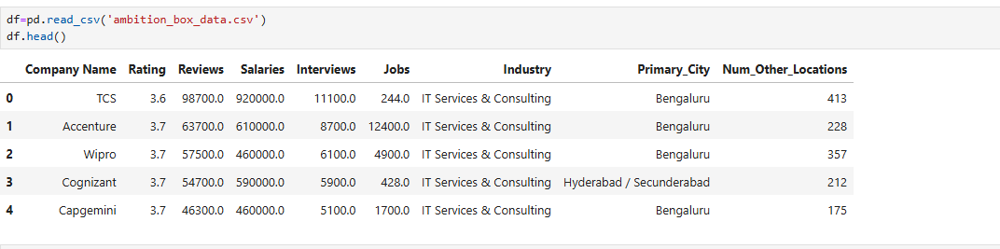 df=pd.read_csv('ambition_box_data.csv')
df.head()
Company Name Rating Reviews Salaries Interviews Jobs Industry Primary_City Num_Other_Locations
0 TCS 3.6 98700.0 920000.0 11100.0 244.0 IT Services & Consulting Bengaluru 413
1 Accenture 3.7 63700.0 610000.0 8700.0 12400.0 IT Services & Consulting Bengaluru 228
2 Wipro 3.7 57500.0 460000.0 6100.0 4900.0 IT Services & Consulting Bengaluru 357
3 Cognizant 3.7 54700.0 590000.0 5900.0 428.0 IT Services & Consulting Hyderabad / Secunderabad 212
4 Capgemini 3.7 46300.0 460000.0 5100.0 1700.0 IT Services & Consulting Bengaluru 175